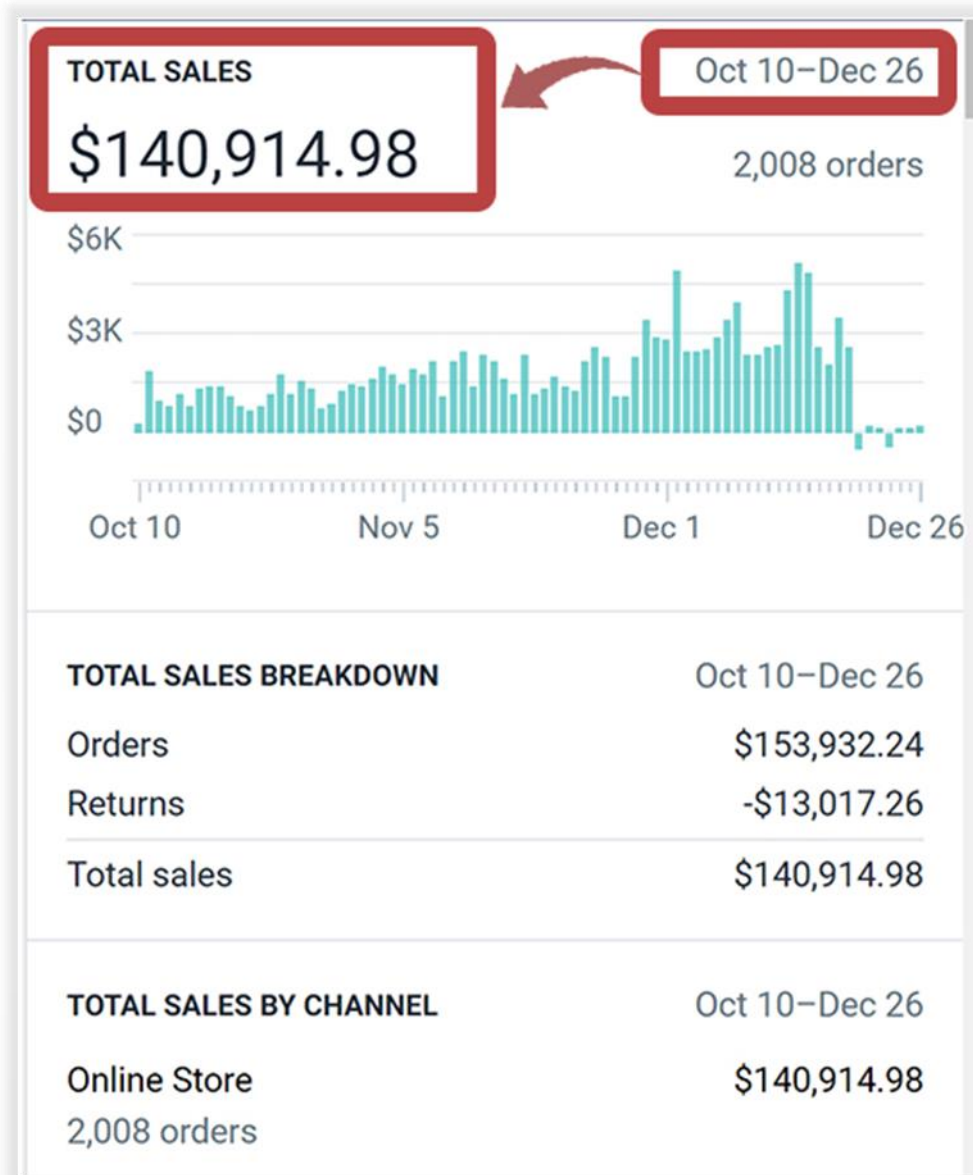 TOTAL SALES
Oct 10–Dec 26
$140,914.98
2,008 orders
$6K
$3K
$0
Oct 10 Nov 5 Dec 1 Dec 26
TOTAL SALES BREAKDOWN Oct 10–Dec 26
Orders $153,932.24
Returns -$13,017.26
Total sales $140,914.98
TOTAL SALES BY CHANNEL Oct 10–Dec 26
Online Store $140,914.98
2,008 orders